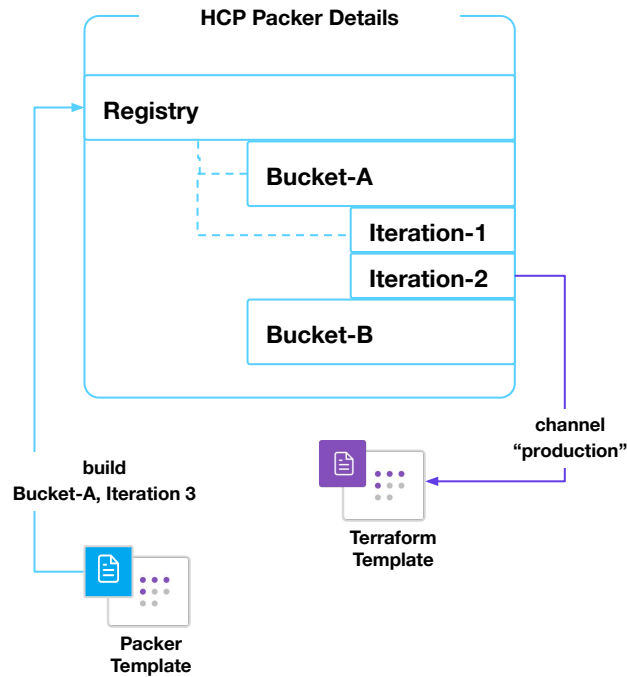 HCP Packer Details
Registry
Bucket-A
Iteration-1
Iteration-2
Bucket-B
channel
“production”
build
Bucket-A, Iteration 3
Terraform
Template
Packer
Template